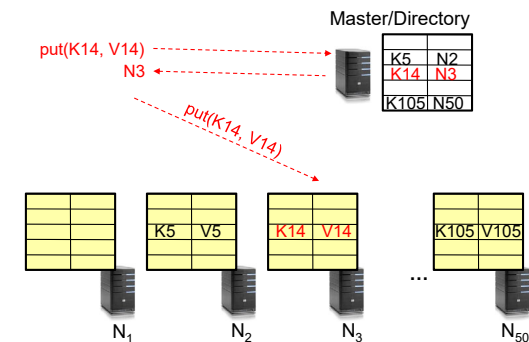 Master/Directory
put(K14, V14)
N3
K5 N2
K14 N3
K105 N50
put(K14, V14)
K5 V5
K14 V14
K105 V105
...
N1
N2
N3
N50